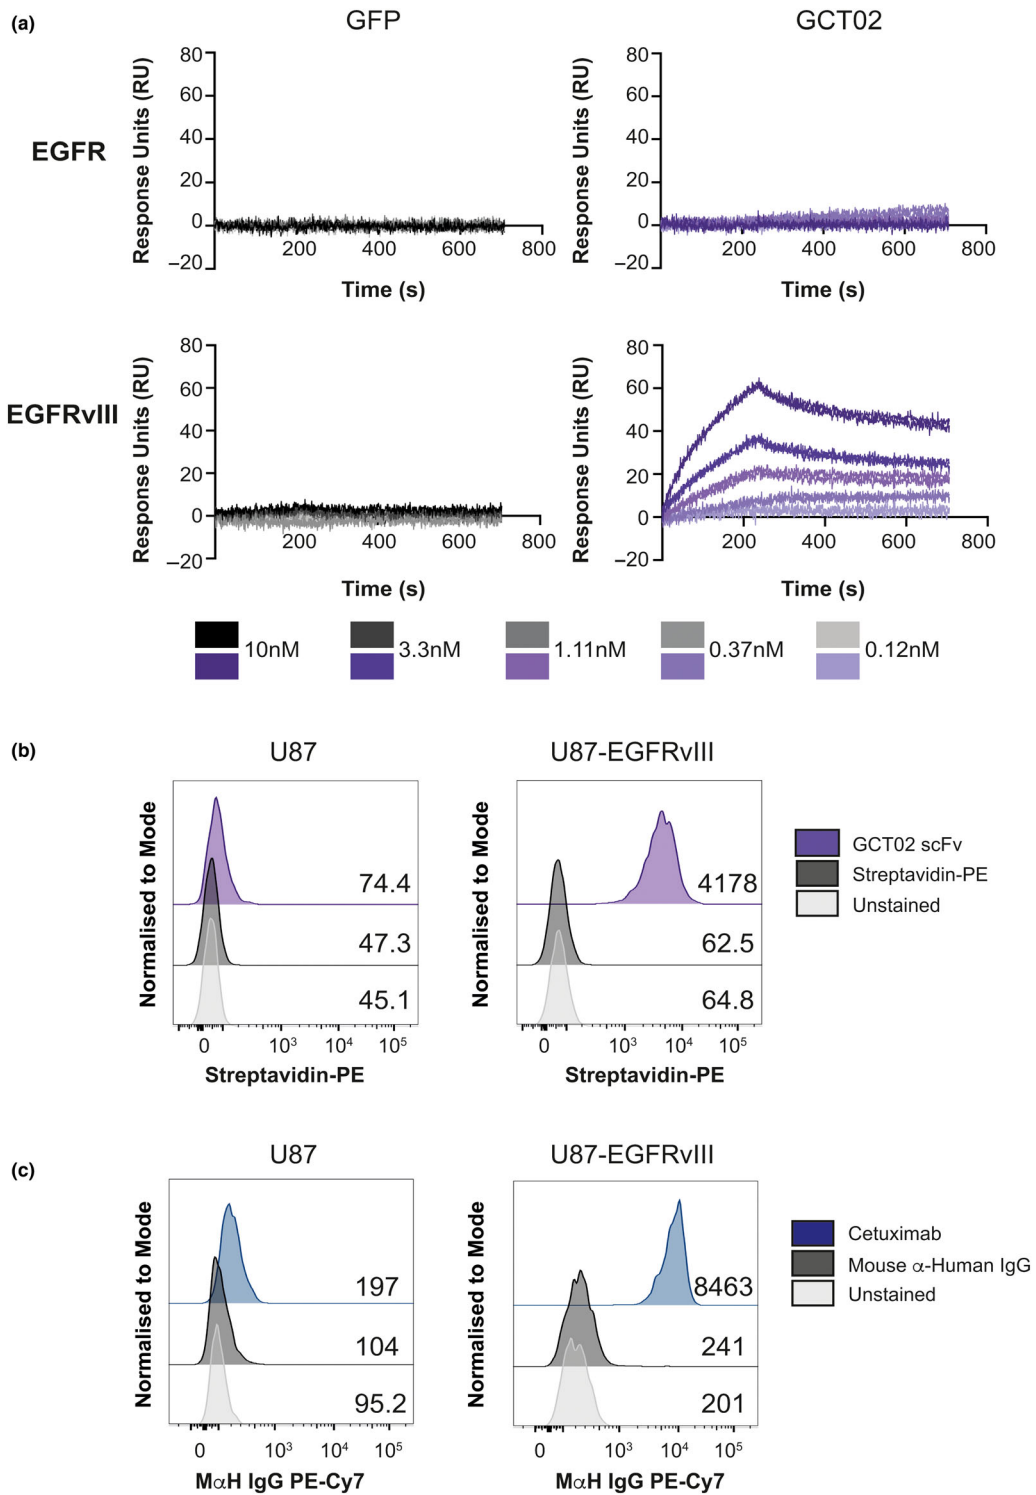 (a)
GFP
GCT02
EGFR
Response Units (RU)
80
60
40
20
0
–20
200
400
600
800
Time (s)
Response Units (RU)
80
60
40
20
0
–20
200
400
600
800
Time (s)
EGFRvIII
Response Units (RU)
80
60
40
20
0
–20
200
400
600
800
Time (s)
Response Units (RU)
80
60
40
20
0
–20
200
400
600
800
Time (s)
10nM
3.3nM
1.11nM
0.37nM
0.12nM
(b)
U87
Normalised to Mode
74.4
47.3
45.1
0
10³
10⁴
10⁵
Streptavidin-PE
U87-EGFRvIII
Normalised to Mode
4178
62.5
64.8
0
10³
10⁴
10⁵
Streptavidin-PE
GCT02 scFv
Streptavidin-PE
Unstained
(c)
U87
Normalised to Mode
197
104
95.2
0
10³
10⁴
10⁵
MαH IgG PE-Cy7
U87-EGFRvIII
Normalised to Mode
8463
241
201
0
10³
10⁴
10⁵
MαH IgG PE-Cy7
Cetuximab
Mouse α-Human IgG
Unstained